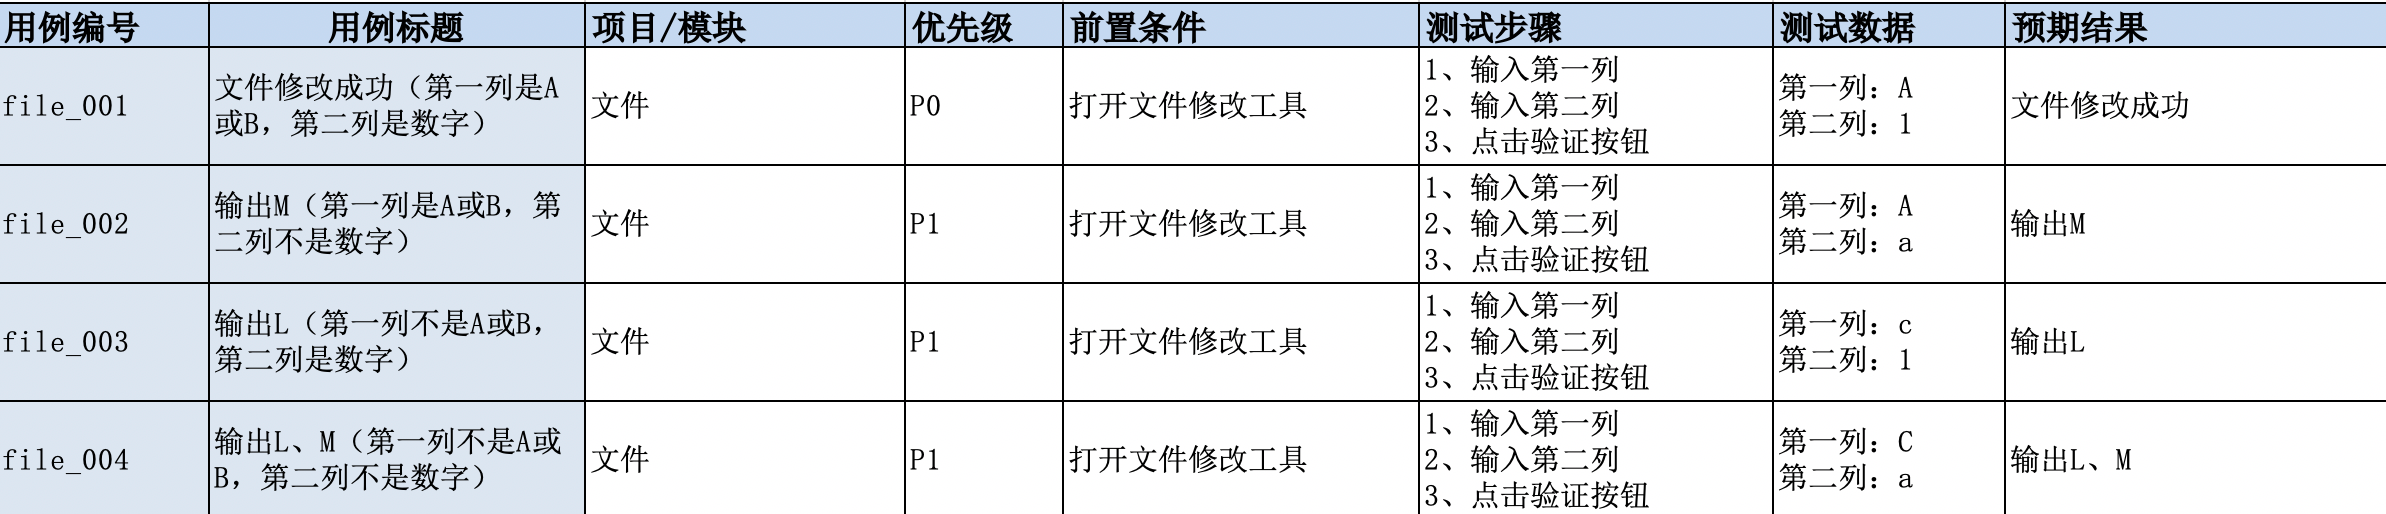 用例编号 用例标题 项目/模块 优先级 前置条件 测试步骤 测试数据 预期结果
file_001
文件修改成功（第一列是A
或B，第二列是数字）
文件
P0
打开文件修改工具
1、输入第一列
2、输入第二列
3、点击验证按钮
第一列：A
第二列：1
文件修改成功
file_002
输出M（第一列是A或B，第
二列不是数字）
文件
P1
打开文件修改工具
1、输入第一列
2、输入第二列
3、点击验证按钮
第一列：A
第二列：a
输出M
file_003
输出L（第一列不是A或B，
第二列是数字）
文件
P1
打开文件修改工具
1、输入第一列
2、输入第二列
3、点击验证按钮
第一列：c
第二列：1
输出L
file_004
输出L、M（第一列不是A或
B，第二列不是数字）
文件
P1
打开文件修改工具
1、输入第一列
2、输入第二列
3、点击验证按钮
第一列：C
第二列：a
输出L、M